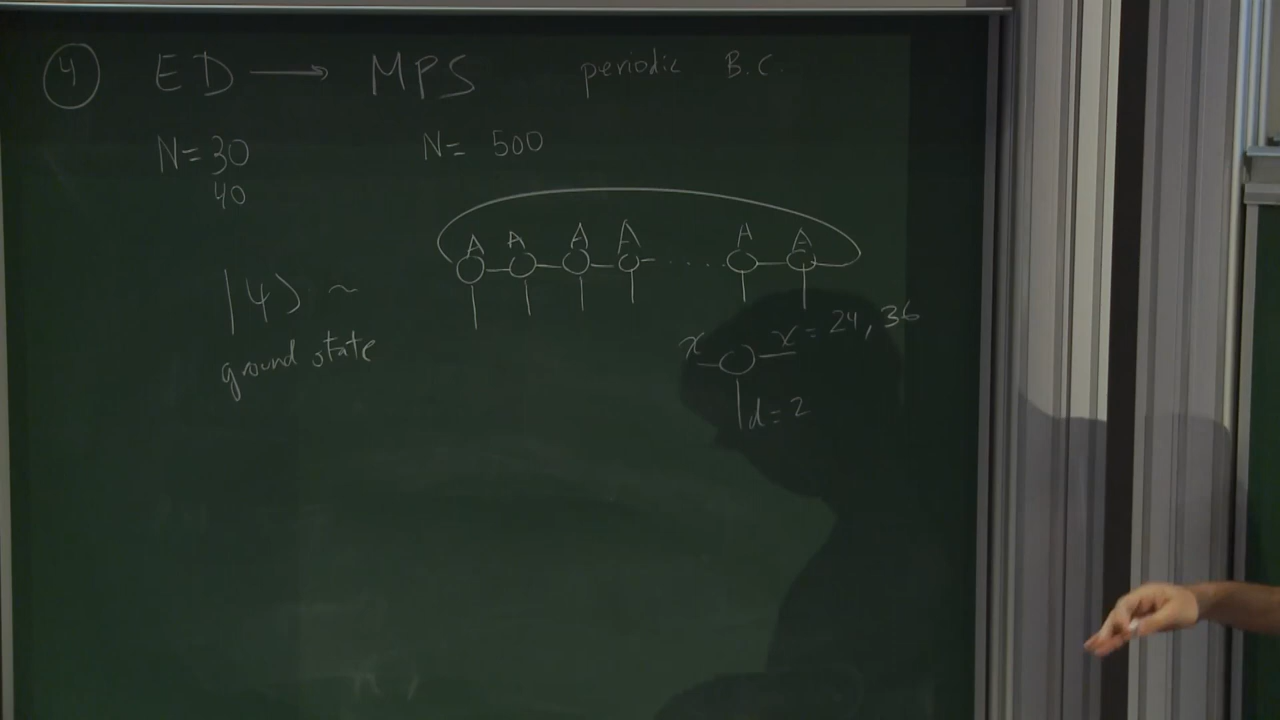 ④ ED ⟶ MPS periodic B.C.
N=30 N= 500
40
A A A A ..... A A
|ψ⟩ ~
ground state
χ χ = 24, 36
d=2